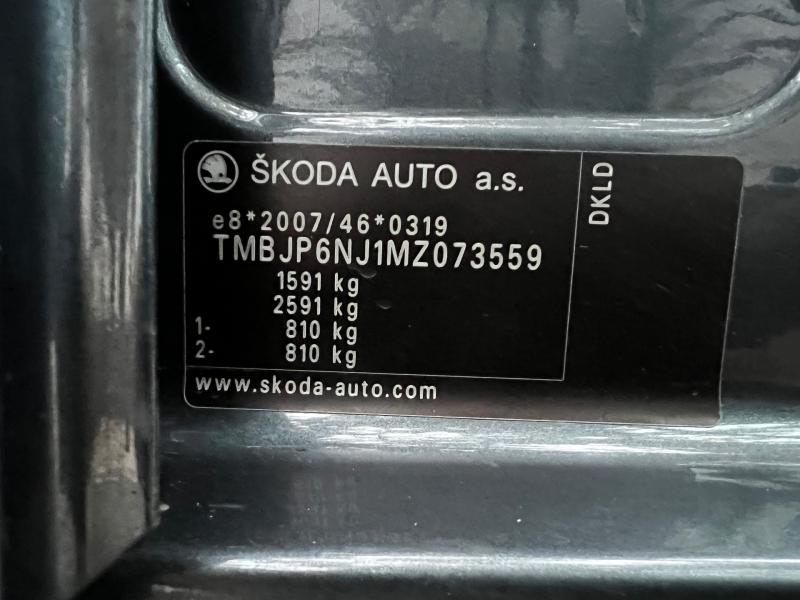 ŠKODA AUTO a.s.
e8*2007/46*0319
TMBJP6NJ1MZ073559
1591 kg
2591 kg
1- 810 kg
2- 810 kg
www.skoda-auto.com
DKLD